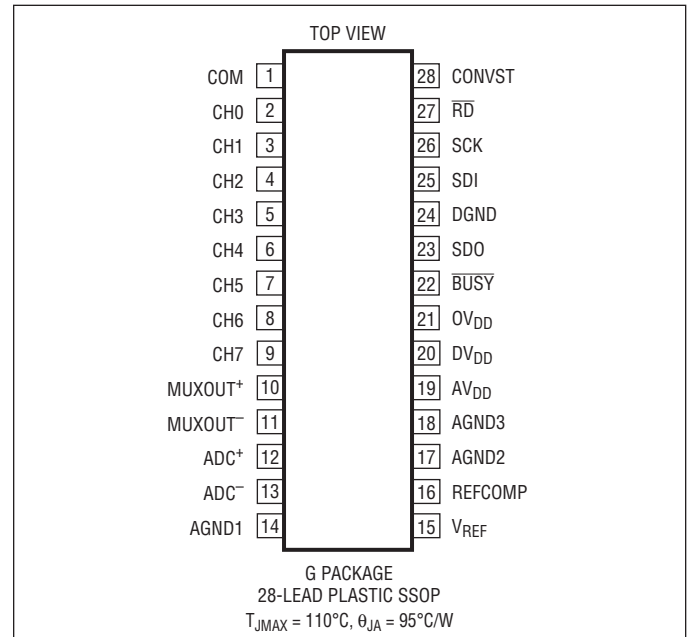 TOP VIEW
COM 1
CH0 2
CH1 3
CH2 4
CH3 5
CH4 6
CH5 7
CH6 8
CH7 9
MUXOUT⁺ 10
MUXOUT⁻ 11
ADC⁺ 12
ADC⁻ 13
AGND1 14
28 CONVST
27 R̅D̅
26 SCK
25 SDI
24 DGND
23 SDO
22 B̅U̅S̅Y̅
21 OVDD
20 DVDD
19 AVDD
18 AGND3
17 AGND2
16 REFCOMP
15 VREF
G PACKAGE
28-LEAD PLASTIC SSOP
TJMAX = 110°C, θJA = 95°C/W